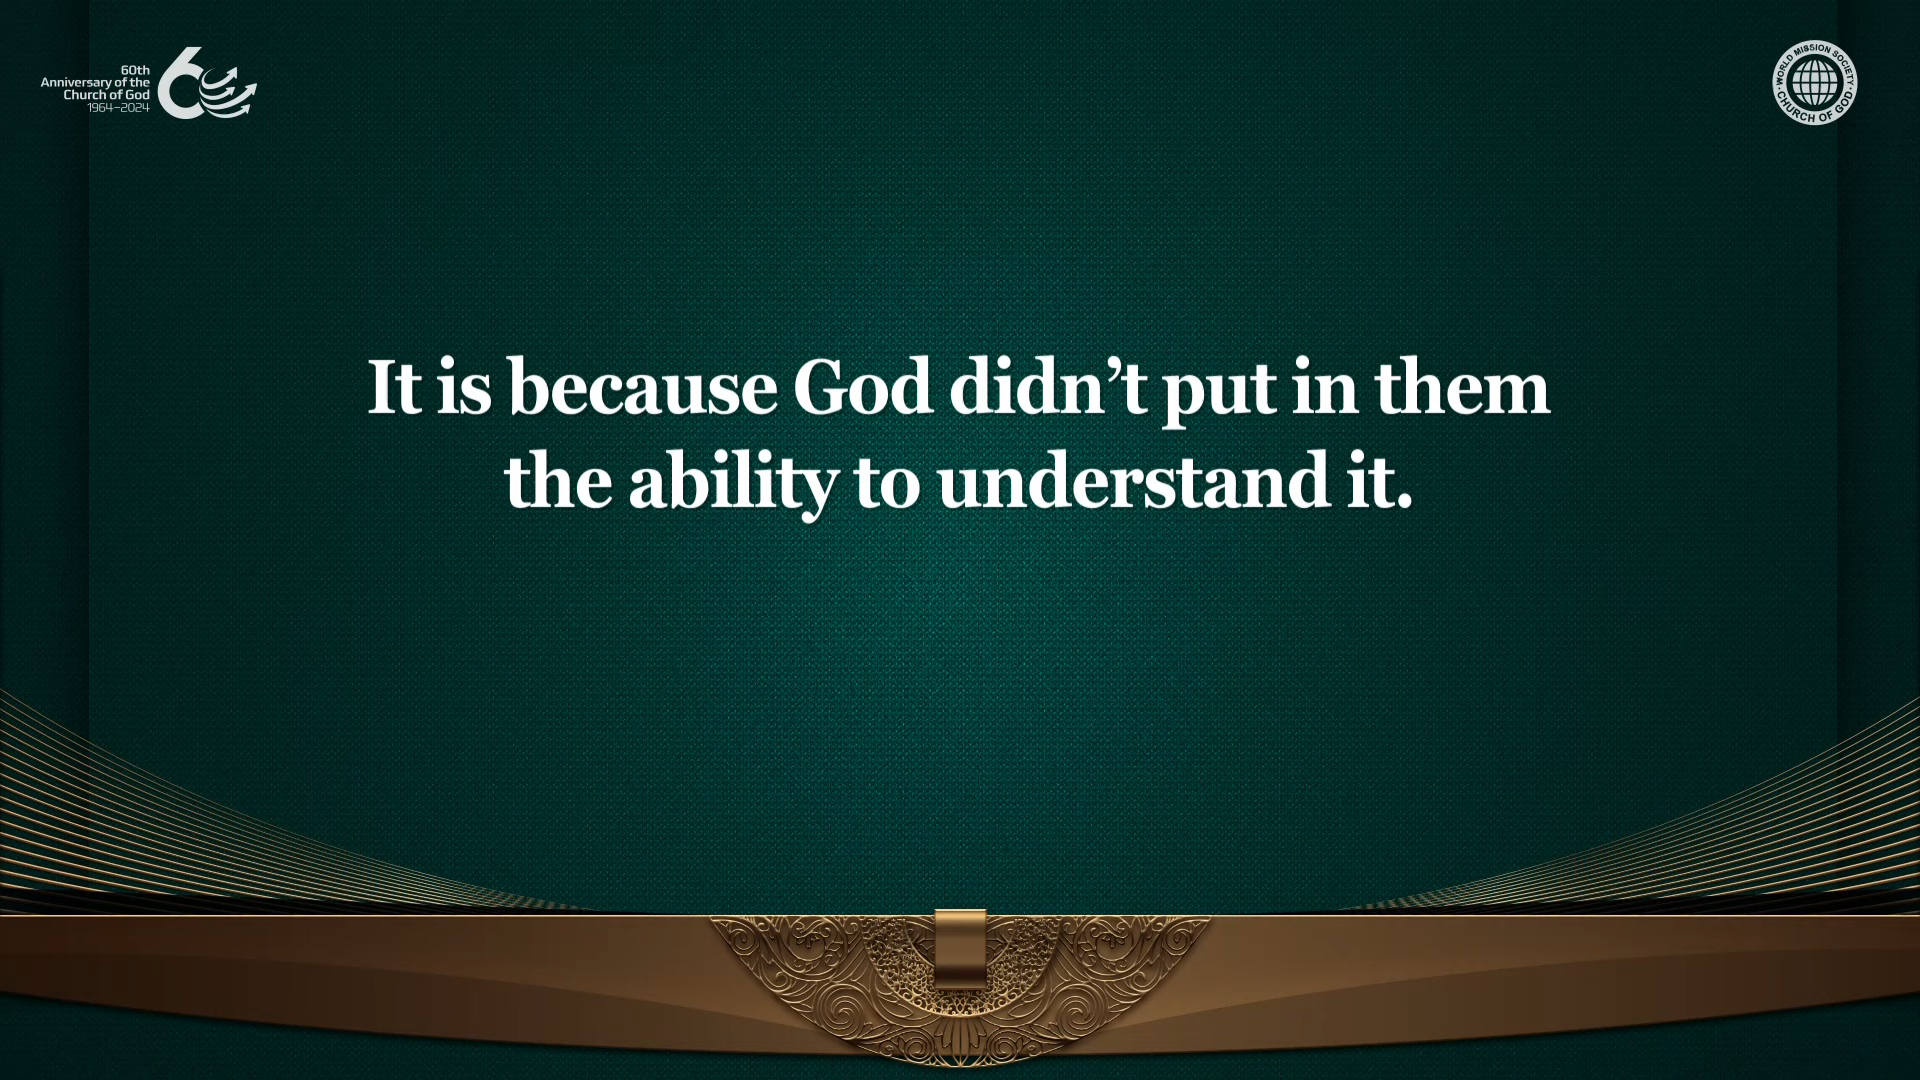 60th
Anniversary of the
Church of God
1964–2024
60
WORLD MISSION SOCIETY
CHURCH OF GOD
It is because God didn’t put in them
the ability to understand it.